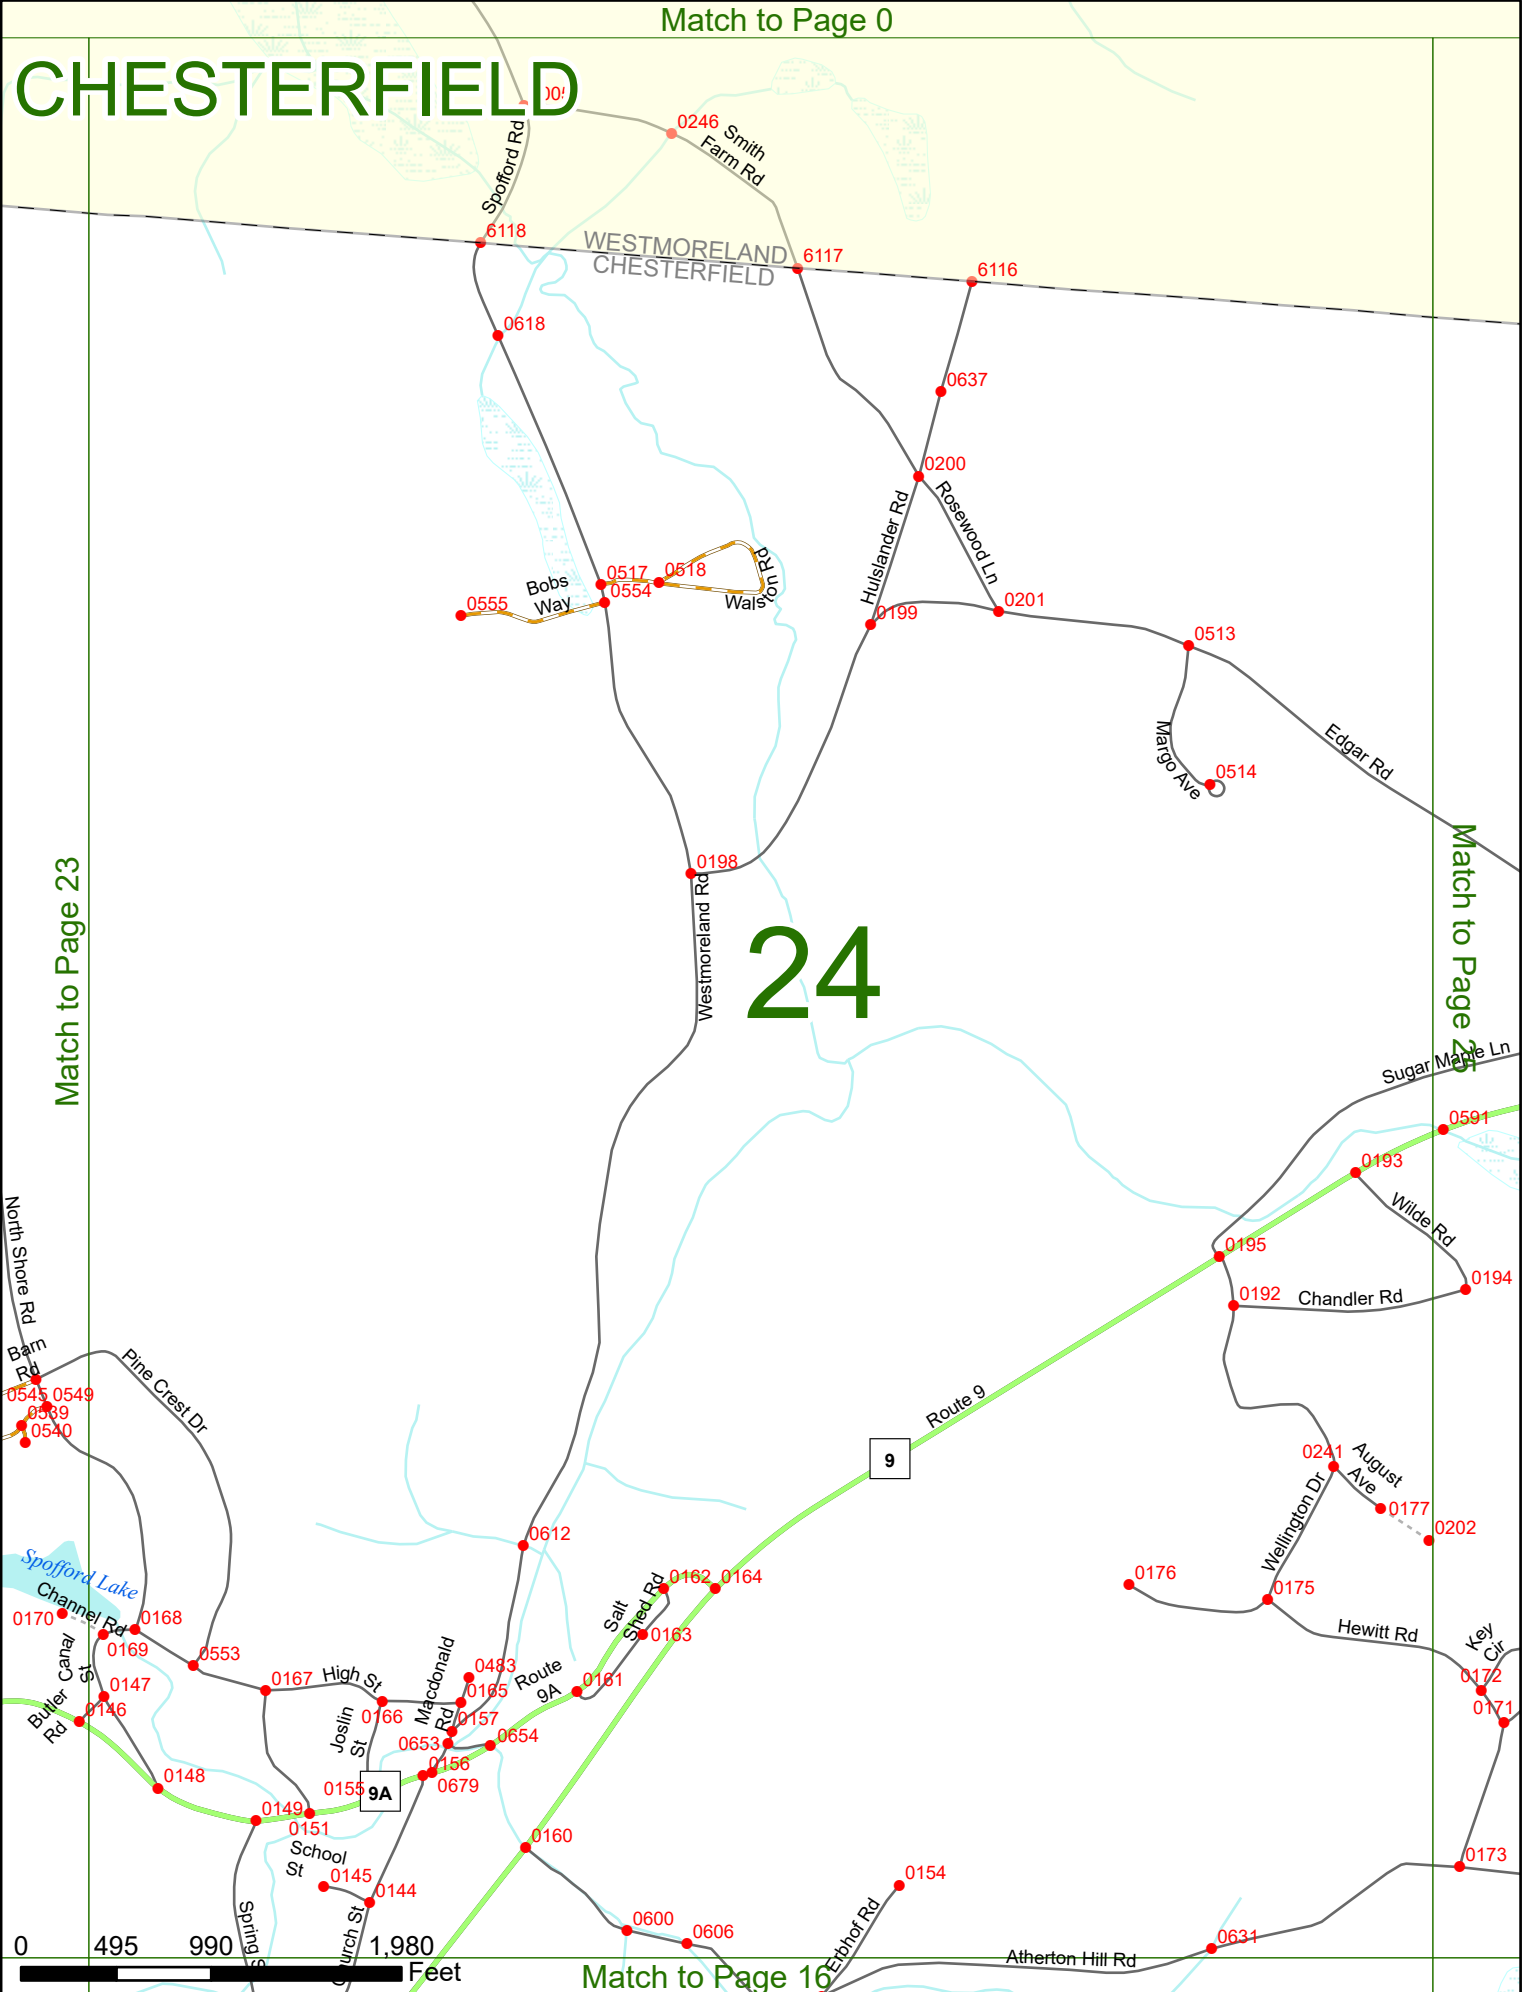 Match to Page 0
CHESTERFIELD
0246
Smith
Farm Rd
Spofford Rd
6118
WESTMORELAND
CHESTERFIELD
6117
6116
0618
0637
0200
Hulslander Rd
Rosewood Ln
0517
0518
Bobs
Way
0554
0555
Walston Rd
0199
0201
0513
Margo Ave
0514
Edgar Rd
Match to Page 23
0198
Westmoreland Rd
24
Match to Page 25
Sugar Maple Ln
0591
0193
Wilde Rd
North Shore Rd
0195
0194
0192
Chandler Rd
Barn
Rd
Pine Crest Dr
0545
0549
0539
0540
Route 9
9
0241
August
Ave
0177
0202
Wellington Dr
0612
Spofford Lake
Channel Rd
0170
0168
0169
0162
0164
Salt
Shed Rd
0163
0176
0175
Hewitt Rd
Key
Cir
0172
0171
Canal
St
0553
0147
0146
Butler
Rd
0167
High St
0166
Joslin
St
Macdonald
Rd
0483
0165
0157
0653
0654
Route
9A
0161
0156
0679
0148
0155
9A
0149
0151
School
St
0145
0144
0160
0154
0173
Spring S
urch St
0600
0606
Erbhof Rd
Atherton Hill Rd
0631
0
495
990
1,980
Feet
Match to Page 16